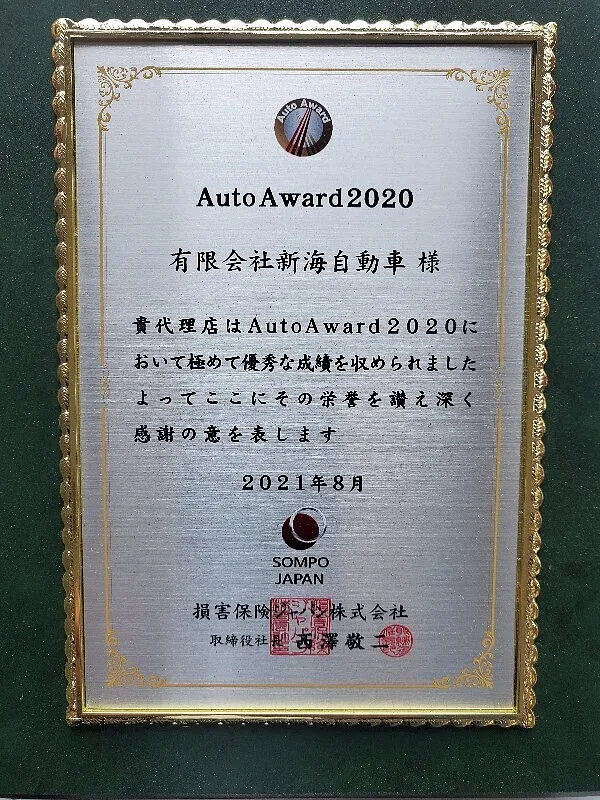 Auto Award
AutoAward2020
有限会社新海自動車 様
貴代理店はAutoAward2020に
おいて極めて優秀な成績を収められました
よってここにその栄誉を讃え深く
感謝の意を表します
2021年8月
SOMPO
JAPAN
損害保険ジャパン株式会社
取締役社長 西澤敬二